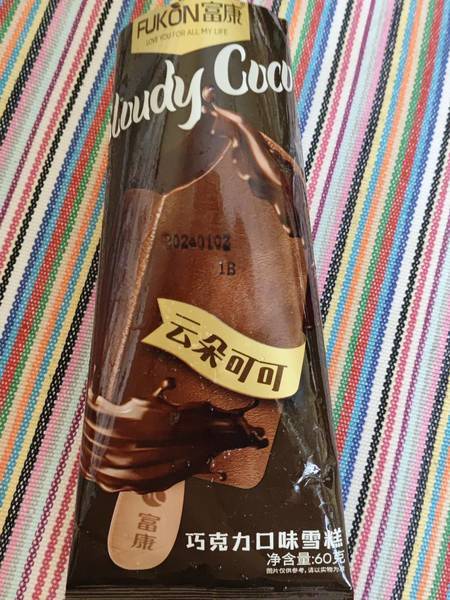 FUKON富康
LOVE YOU FOR ALL MY LIFE
Cloudy Coco
20240102
1B
云朵可可
富康
巧克力口味雪糕
净含量:60克
图片仅供参考,请以实物为准